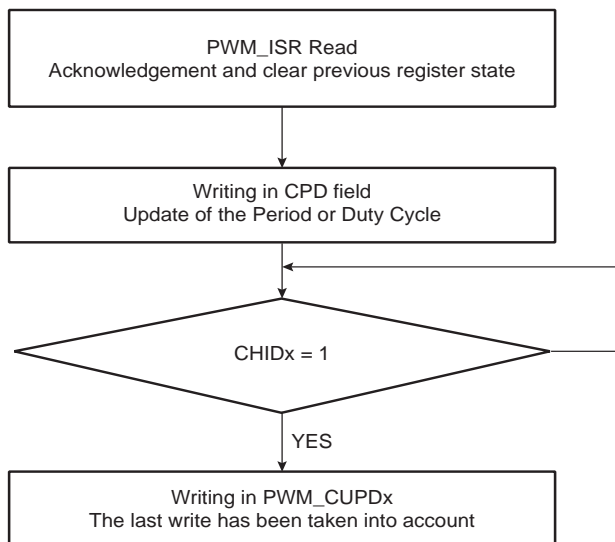 PWM_ISR Read
Acknowledgement and clear previous register state
Writing in CPD field
Update of the Period or Duty Cycle
CHIDx = 1
YES
Writing in PWM_CUPDx
The last write has been taken into account